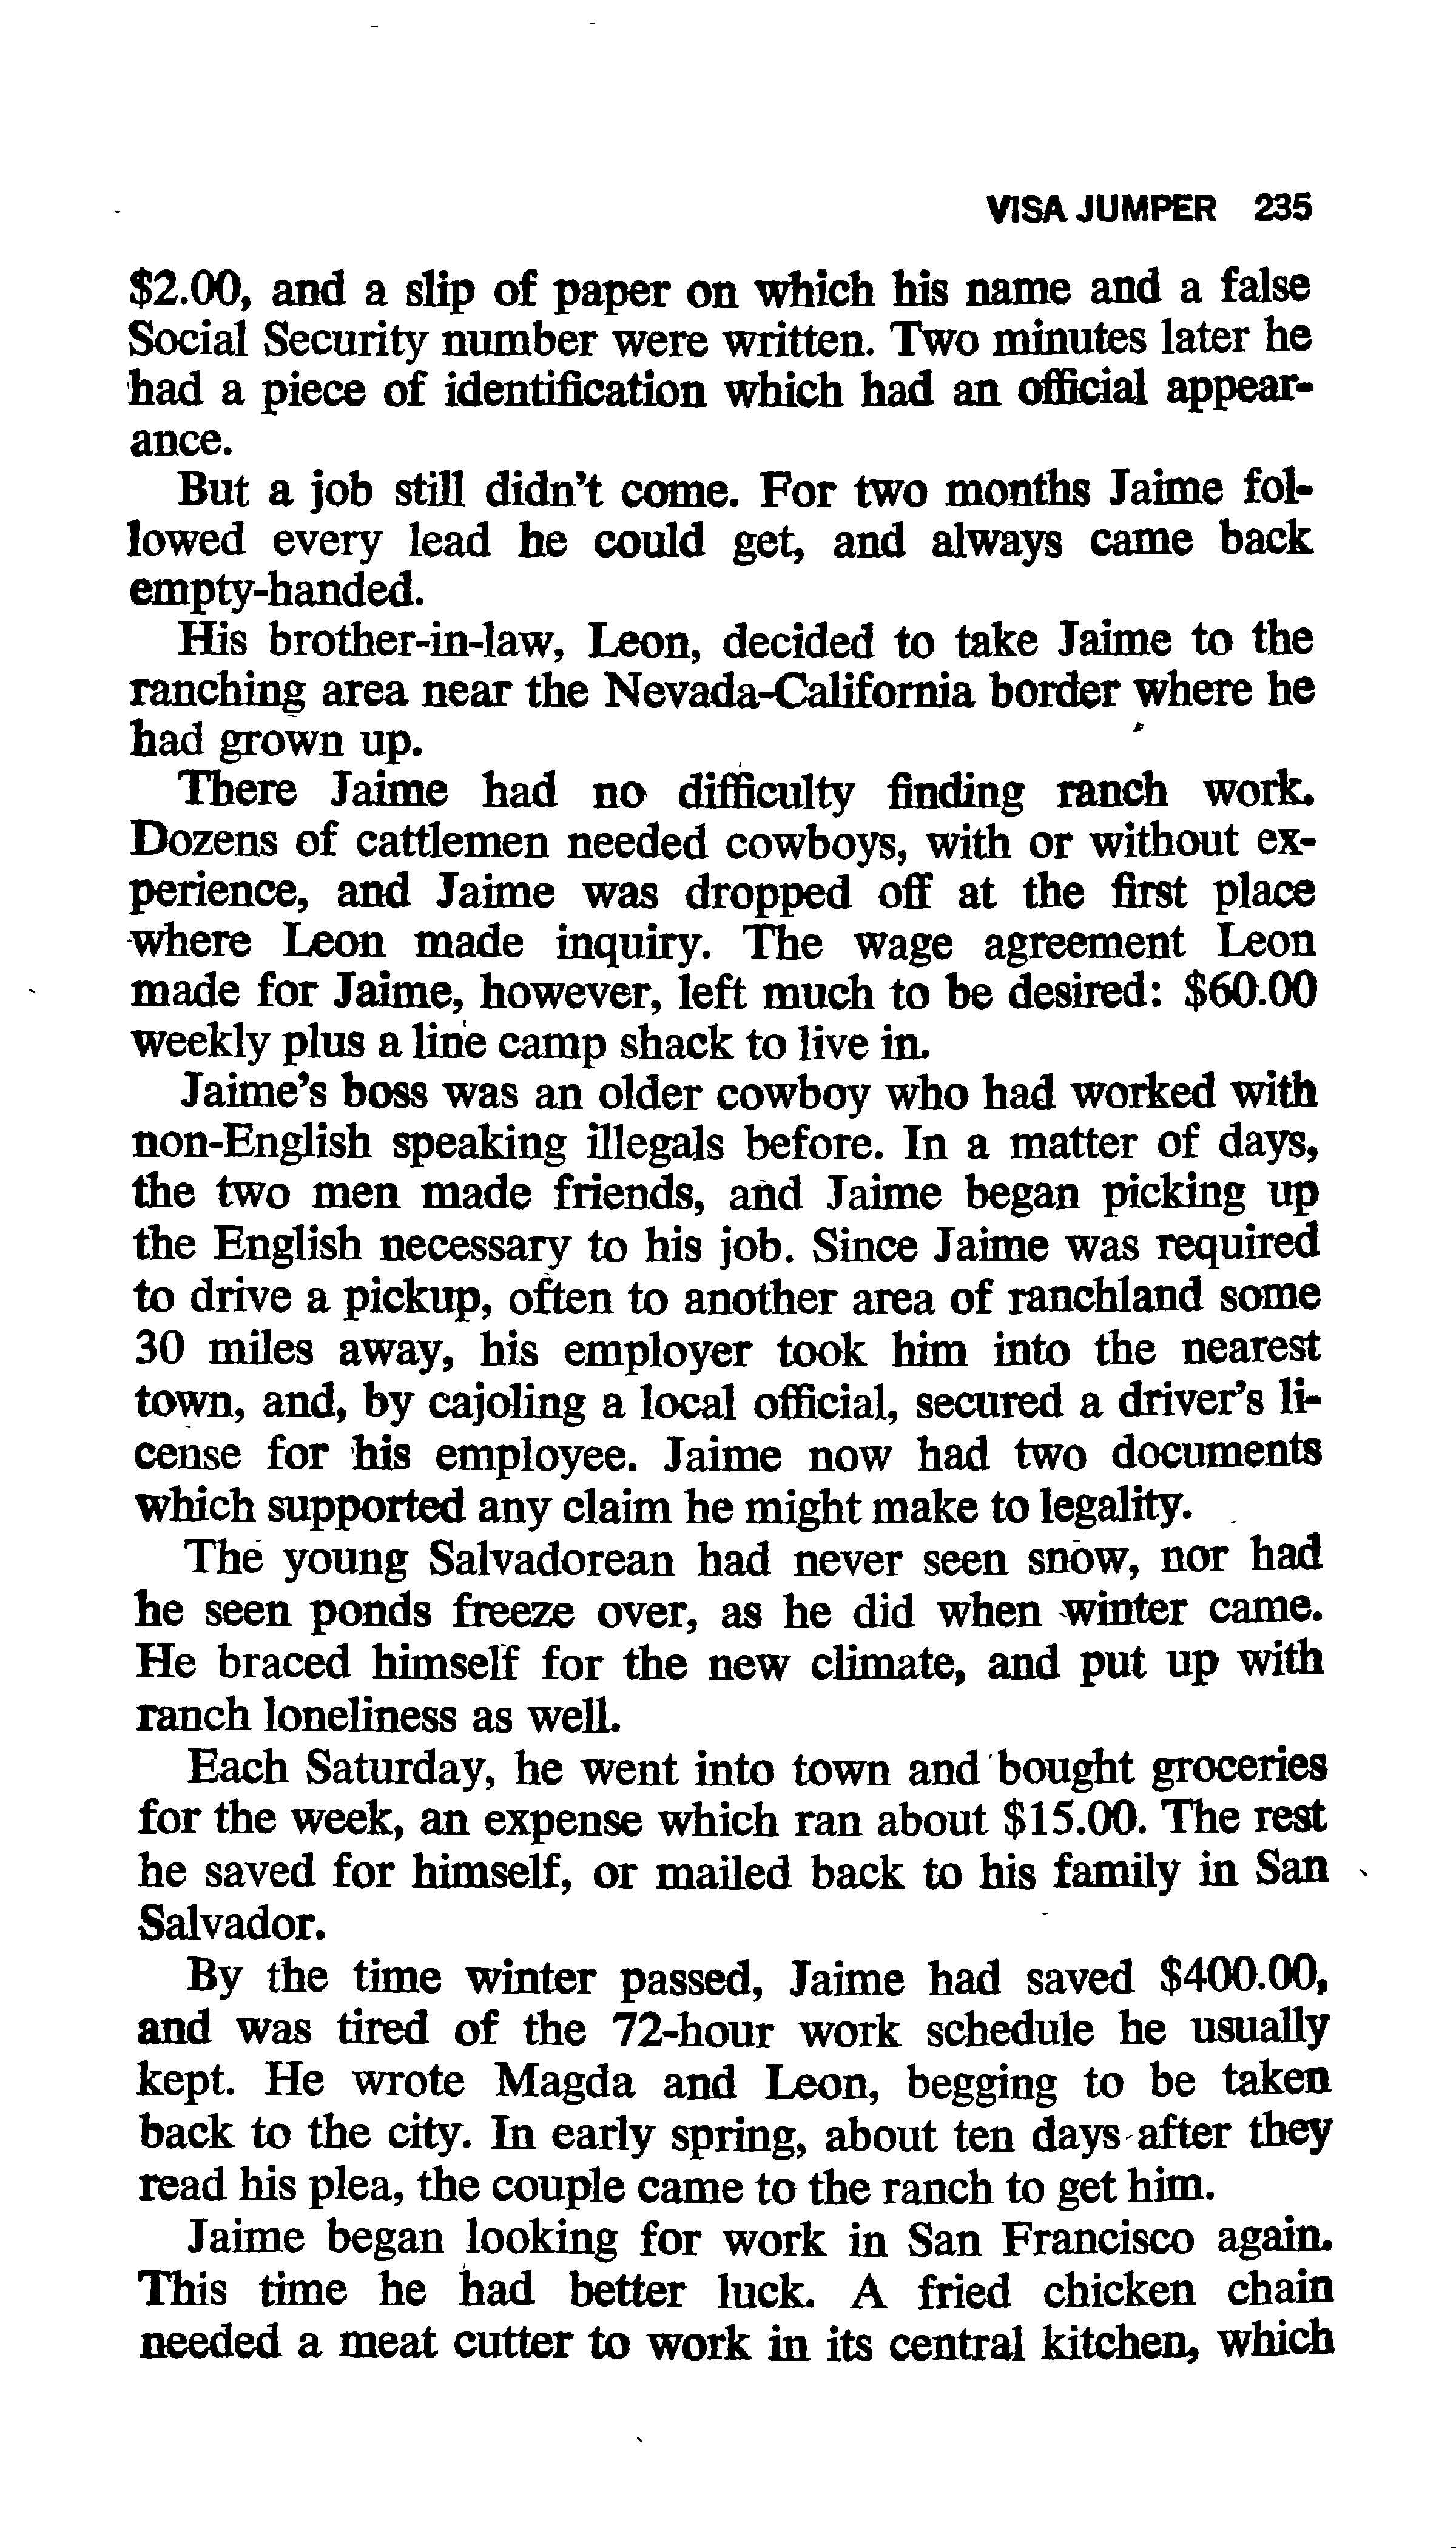 VISA JUMPER 235
$2.00, and a slip of paper on which his name and a false
Social Security number were written. Two minutes later he
had a piece of identification which had an official appear-
ance.
But a job still didn't come. For two months Jaime fol-
lowed every lead he could get, and always came back
empty-handed.
His brother-in-law, Leon, decided to take Jaime to the
ranching area near the Nevada-California border where he
had grown up.
There Jaime had no difficulty finding ranch work.
Dozens of cattlemen needed cowboys, with or without ex-
perience, and Jaime was dropped off at the first place
where Leon made inquiry. The wage agreement Leon
made for Jaime, however, left much to be desired: $60.00
weekly plus a line camp shack to live in.
Jaime's boss was an older cowboy who had worked with
non-English speaking illegals before. In a matter of days,
the two men made friends, and Jaime began picking up
the English necessary to his job. Since Jaime was required
to drive a pickup, often to another area of ranchland some
30 miles away, his employer took him into the nearest
town, and, by cajoling a local official, secured a driver's li-
cense for his employee. Jaime now had two documents
which supported any claim he might make to legality.
The young Salvadorean had never seen snow, nor had
he seen ponds freeze over, as he did when winter came.
He braced himself for the new climate, and put up with
ranch loneliness as well.
Each Saturday, he went into town and bought groceries
for the week, an expense which ran about $15.00. The rest
he saved for himself, or mailed back to his family in San
Salvador.
By the time winter passed, Jaime had saved $400.00,
and was tired of the 72-hour work schedule he usually
kept. He wrote Magda and Leon, begging to be taken
back to the city. In early spring, about ten days after they
read his plea, the couple came to the ranch to get him.
Jaime began looking for work in San Francisco again.
This time he had better luck. A fried chicken chain
needed a meat cutter to work in its central kitchen, which